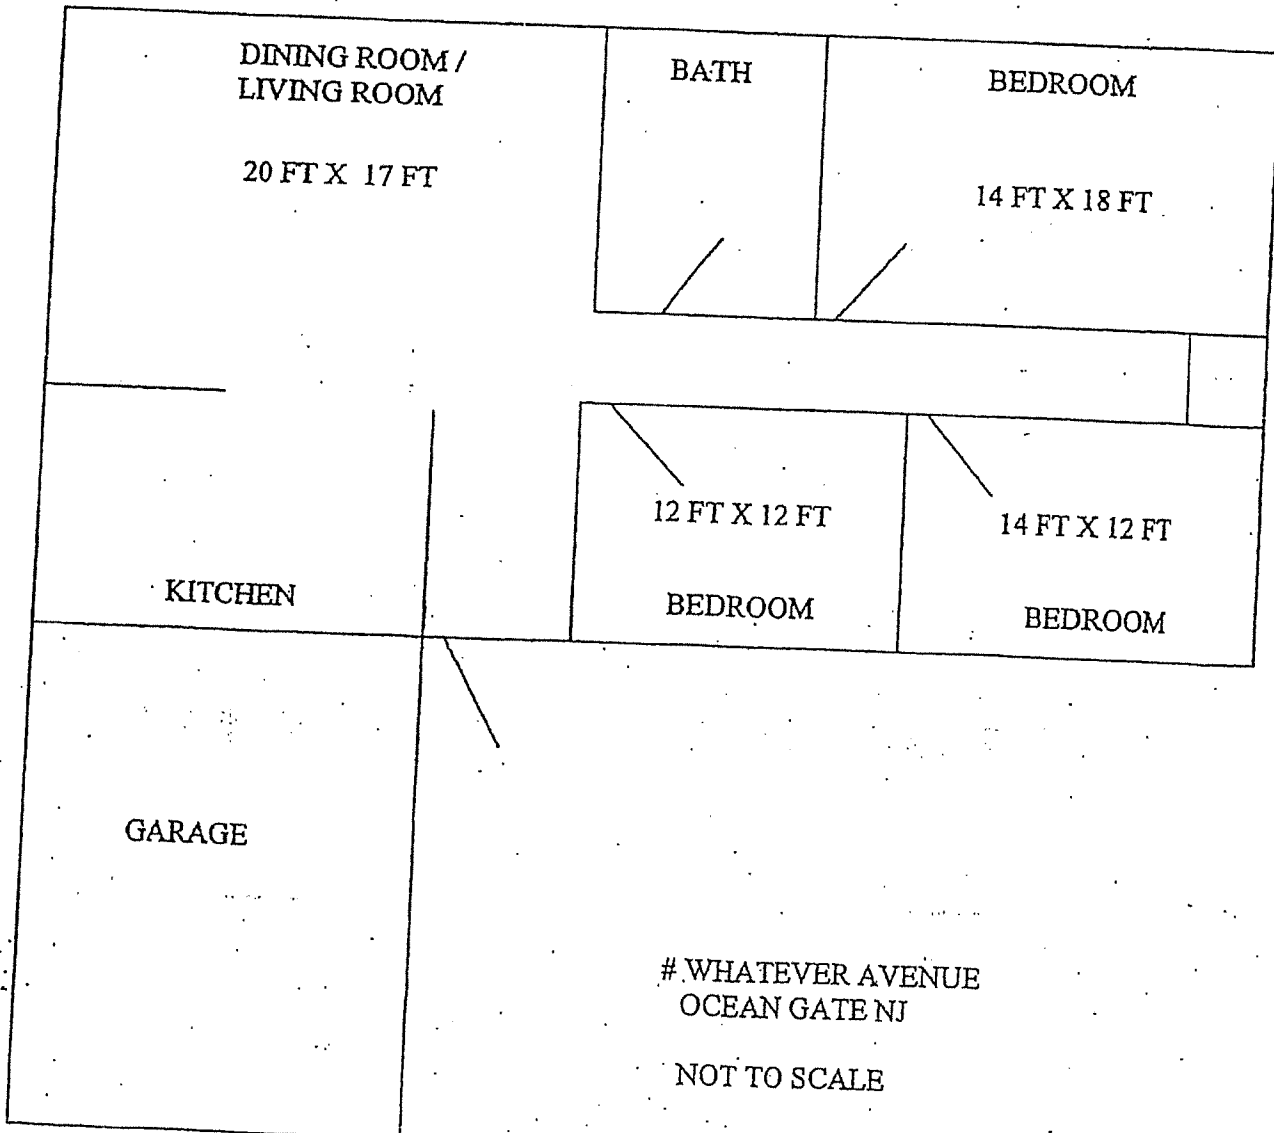 DINING ROOM /
LIVING ROOM
20 FT X 17 FT
BATH
BEDROOM
14 FT X 18 FT
12 FT X 12 FT
BEDROOM
14 FT X 12 FT
BEDROOM
KITCHEN
GARAGE
# WHATEVER AVENUE
OCEAN GATE NJ
NOT TO SCALE